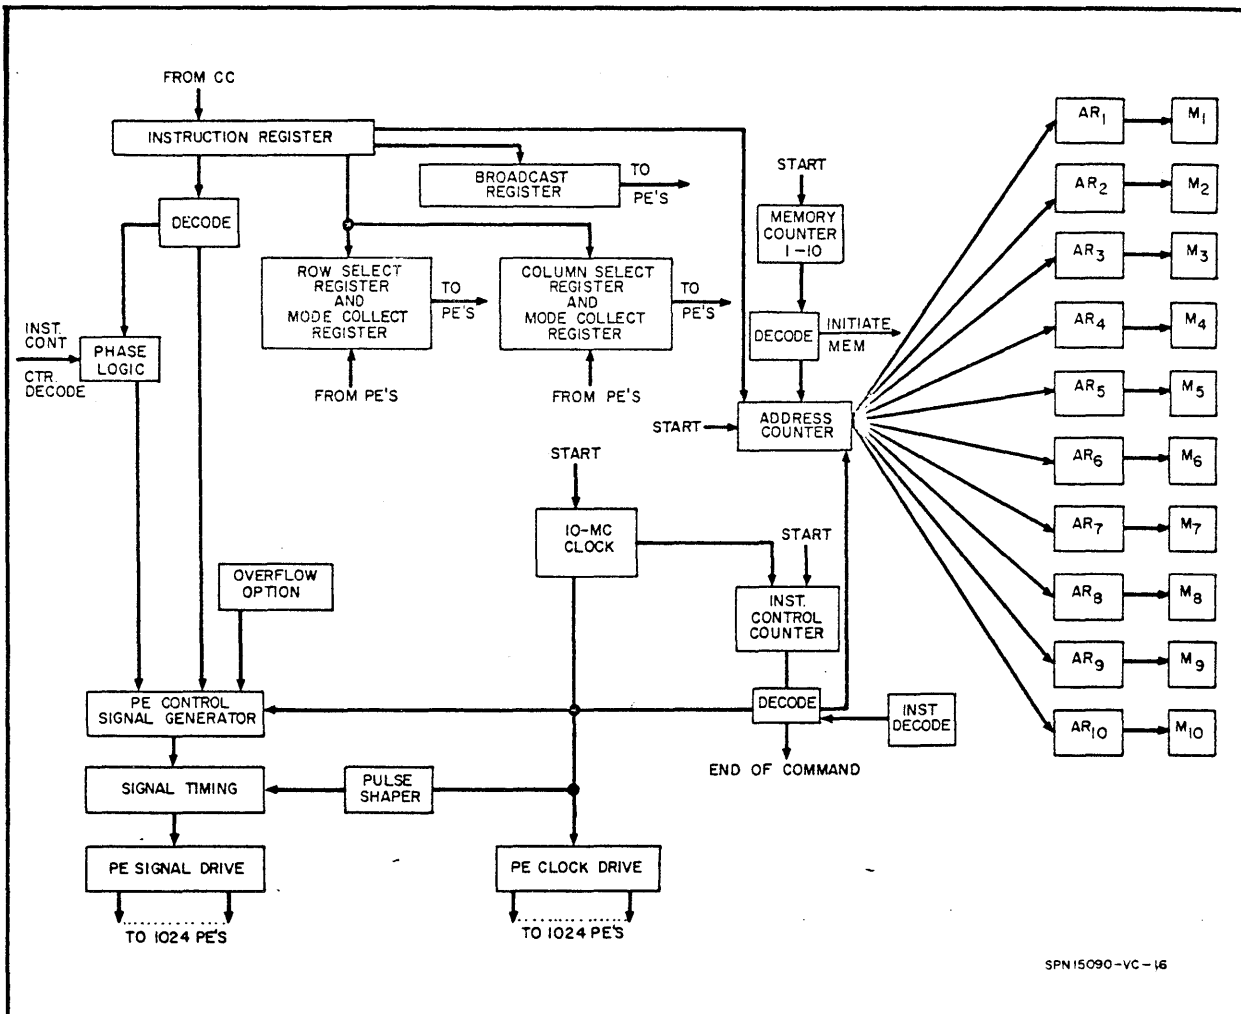 FROM CC
INSTRUCTION REGISTER
BROADCAST
REGISTER
TO
PE'S
DECODE
START
MEMORY
COUNTER
1-10
ROW SELECT
REGISTER
AND
MODE COLLECT
REGISTER
TO
PE'S
COLUMN SELECT
REGISTER
AND
MODE COLLECT
REGISTER
TO
PE'S
DECODE
INITIATE
MEM
INST.
CONT
CTR.
DECODE
PHASE
LOGIC
FROM PE'S
FROM PE'S
START
ADDRESS
COUNTER
START
10-MC
CLOCK
START
OVERFLOW
OPTION
INST.
CONTROL
COUNTER
PE CONTROL
SIGNAL GENERATOR
DECODE
INST
DECODE
END OF COMMAND
SIGNAL TIMING
PULSE
SHAPER
PE SIGNAL DRIVE
PE CLOCK DRIVE
TO 1024 PE'S
TO 1024 PE'S
AR1 M1
AR2 M2
AR3 M3
AR4 M4
AR5 M5
AR6 M6
AR7 M7
AR8 M8
AR9 M9
AR10 M10
SPN15090-VC-16